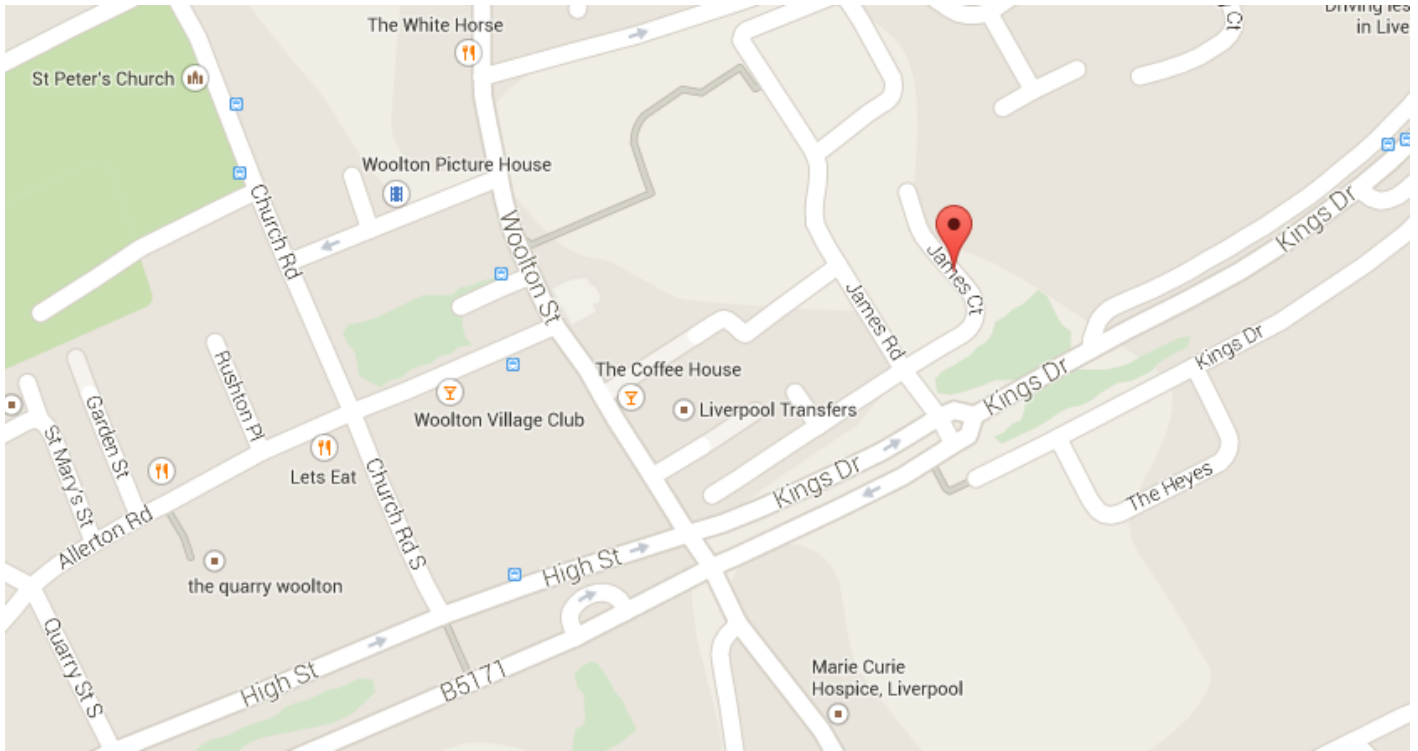 The White Horse
Ct
in Live
St Peter's Church
Woolton Picture House
Church Rd
Woolton St
James Ct
Kings Dr
James Rd
Kings Dr
Rushton Pl
The Coffee House
Kings Dr
Garden St
Woolton Village Club
Liverpool Transfers
St Mary's St
Lets Eat
Church Rd S
Kings Dr
The Heyes
Allerton Rd
High St
the quarry woolton
Quarry St S
High St
B5171
Marie Curie
Hospice, Liverpool